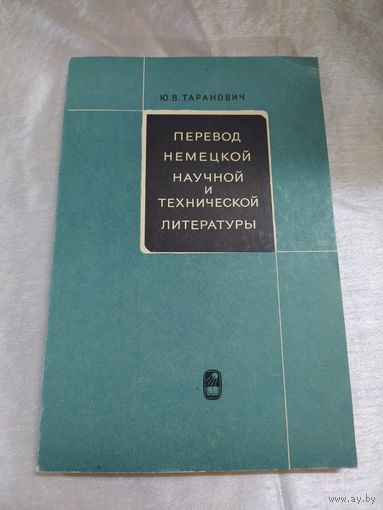 Ю. В. ТАРАНОВИЧ
ПЕРЕВОД
НЕМЕЦКОЙ
НАУЧНОЙ
И
ТЕХНИЧЕСКОЙ
ЛИТЕРАТУРЫ
www.ay.by